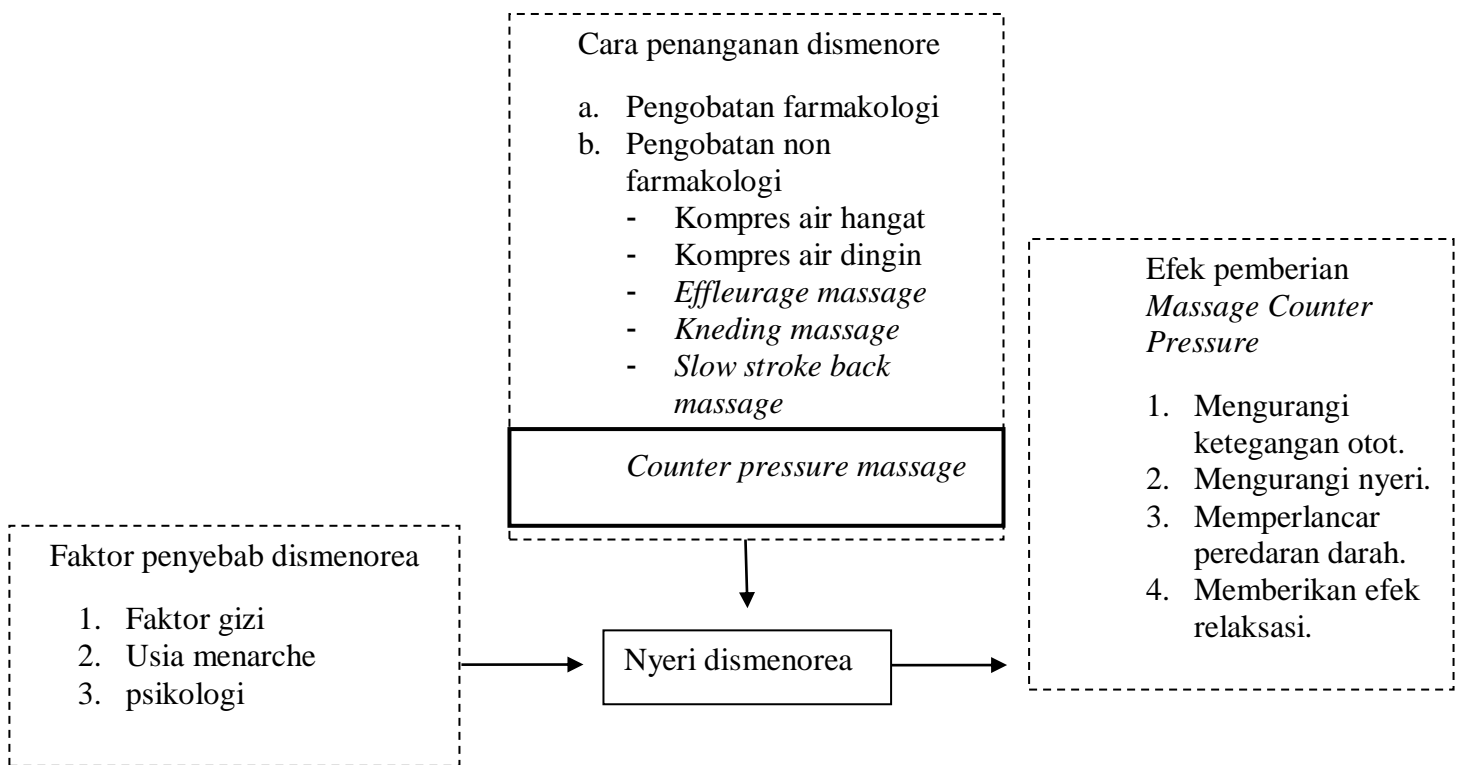 Cara penanganan dismenore
a. Pengobatan farmakologi
b. Pengobatan non
farmakologi
- Kompres air hangat
- Kompres air dingin
- Effleurage massage
- Kneding massage
- Slow stroke back
massage
Counter pressure massage
Faktor penyebab dismenorea
1. Faktor gizi
2. Usia menarche
3. psikologi
Nyeri dismenorea
Efek pemberian
Massage Counter
Pressure
1. Mengurangi
ketegangan otot.
2. Mengurangi nyeri.
3. Memperlancar
peredaran darah.
4. Memberikan efek
relaksasi.